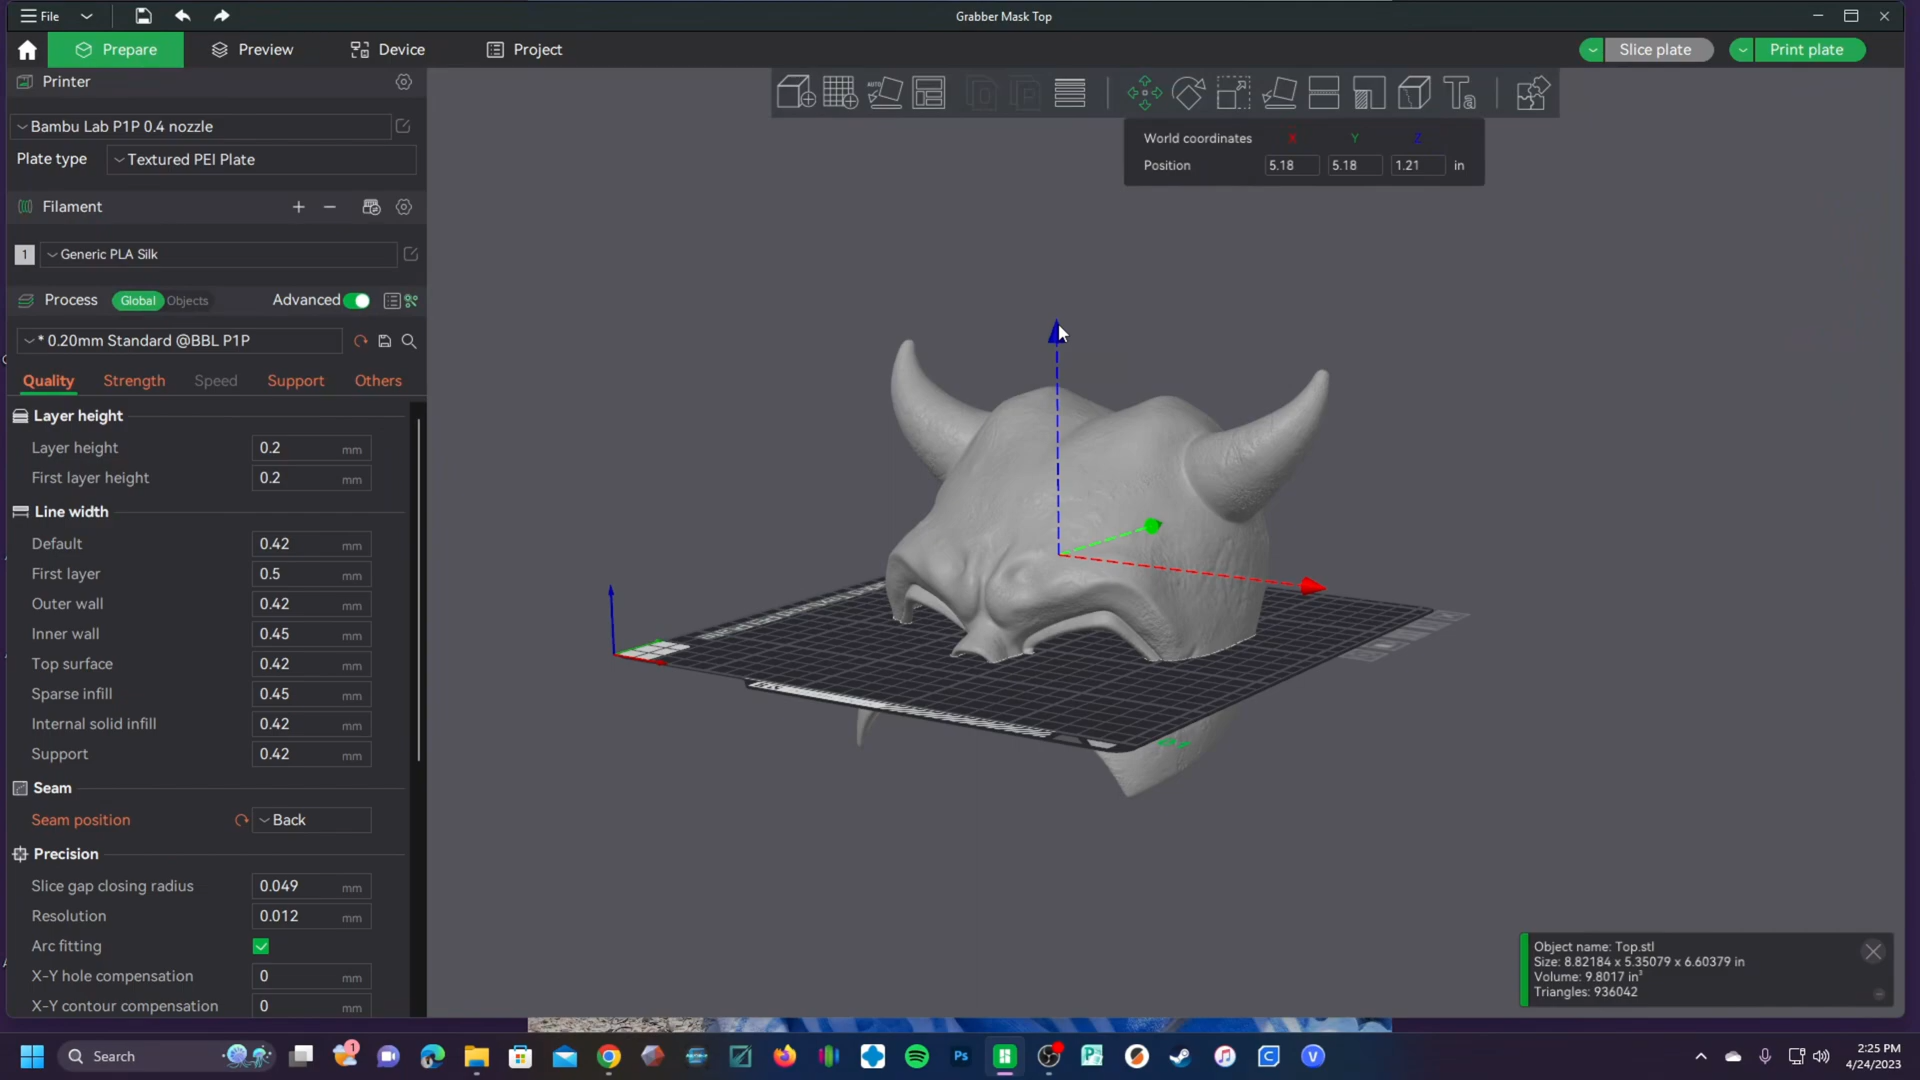 File
Grabber Mask Top
Prepare
Preview
Device
Project
Slice plate
Print plate
Printer
Bambu Lab P1P 0.4 nozzle
Plate type
Textured PEI Plate
Filament
1
Generic PLA Silk
Process
Global
Objects
Advanced
* 0.20mm Standard @BBL P1P
Quality
Strength
Speed
Support
Others
Layer height
Layer height 0.2 mm
First layer height 0.2 mm
Line width
Default 0.42 mm
First layer 0.5 mm
Outer wall 0.42 mm
Inner wall 0.45 mm
Top surface 0.42 mm
Sparse infill 0.45 mm
Internal solid infill 0.42 mm
Support 0.42 mm
Seam
Seam position Back
Precision
Slice gap closing radius 0.049 mm
Resolution 0.012 mm
Arc fitting
X-Y hole compensation 0 mm
X-Y contour compensation 0 mm
AUTO
World coordinates X Y Z
Position 5.18 5.18 1.21 in
Object name: Top.stl
Size: 8.82184 x 5.35079 x 6.60379 in
Volume: 9.8017 in³
Triangles: 936042
Search
1
Ps
2:25 PM
4/24/2023